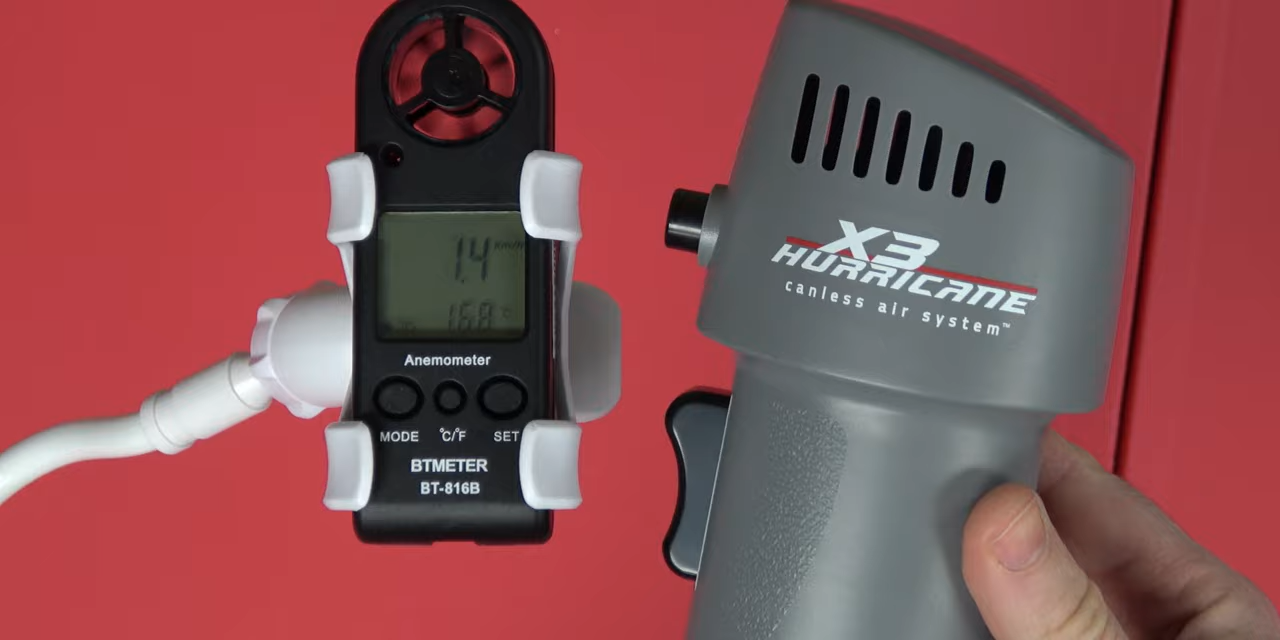 1.4
16.8
Anemometer
MODE °C/°F SET
BTMETER
BT-816B
X3
HURRICANE
canless air system™